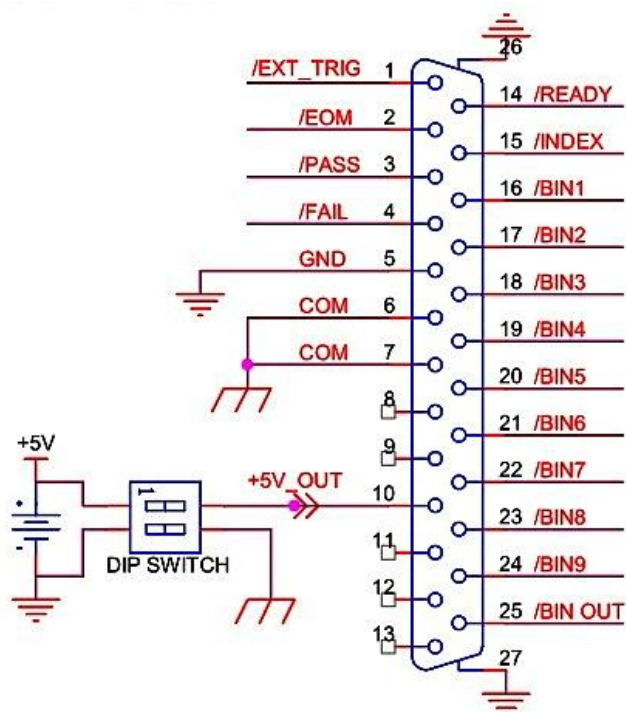 26
/EXT_TRIG 1
14 /READY
/EOM 2
15 /INDEX
/PASS 3
16 /BIN1
/FAIL 4
17 /BIN2
GND 5
18 /BIN3
COM 6
19 /BIN4
COM 7
20 /BIN5
8
21 /BIN6
+5V
9
22 /BIN7
+5V_OUT
10
1
23 /BIN8
11
DIP SWITCH
24 /BIN9
12
25 /BIN OUT
13
27